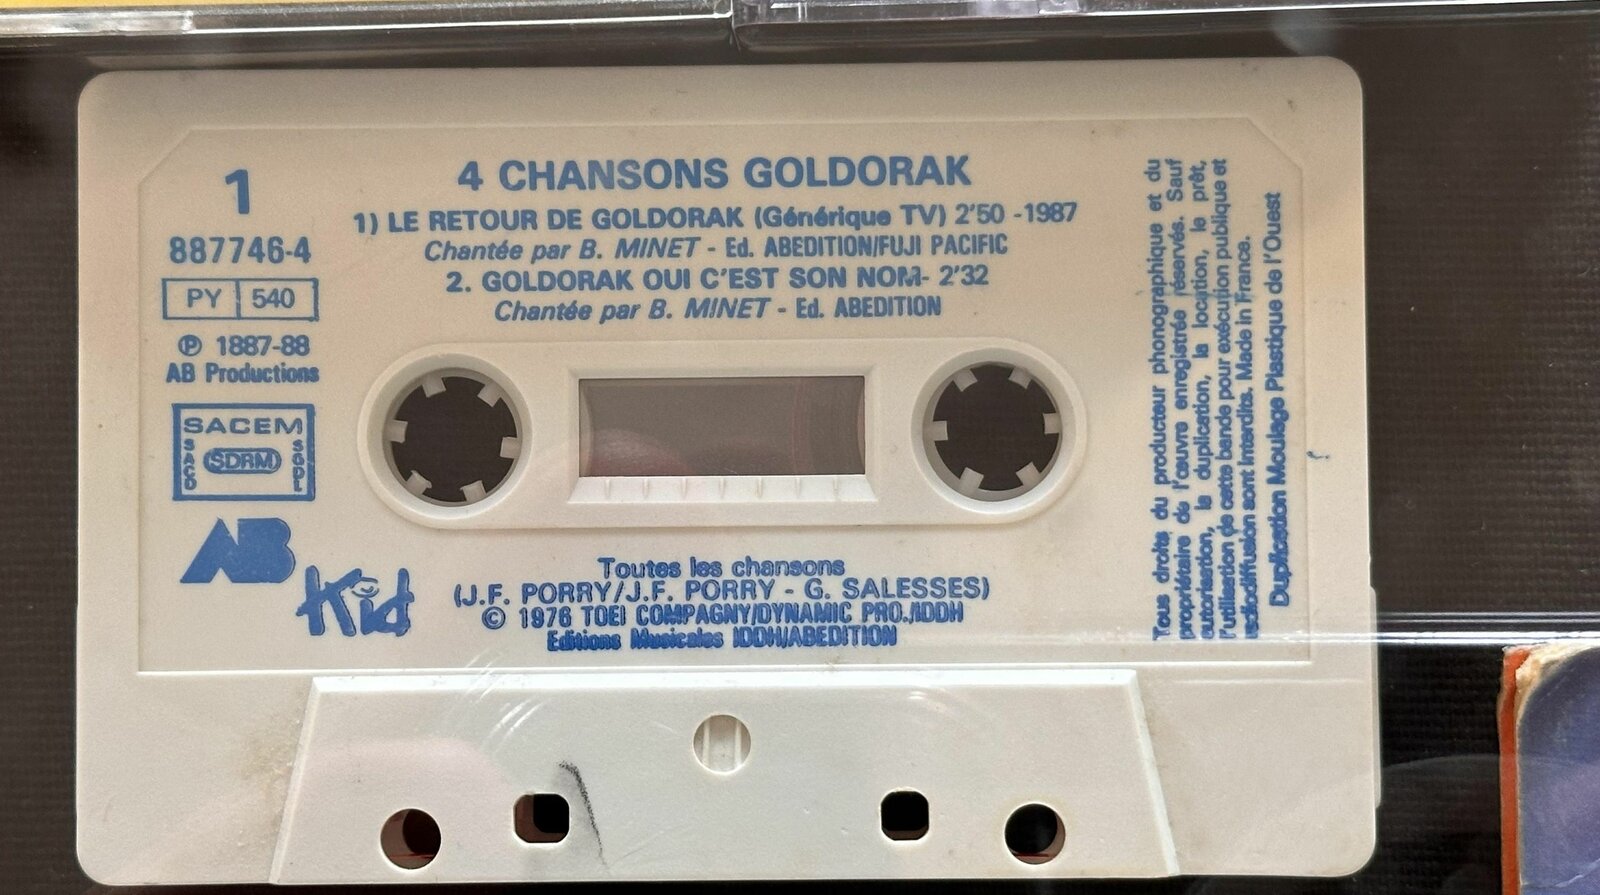 1
887746-4
PY 540
℗ 1887-88
AB Productions
SACEM
SACD
SDRM
SGDL
AB
Kid
4 CHANSONS GOLDORAK
1) LE RETOUR DE GOLDORAK (Générique TV) 2'50 -1987
Chantée par B. MINET - Ed. ABEDITION/FUJI PACIFIC
2. GOLDORAK OUI C'EST SON NOM- 2'32
Chantée par B. MINET - Ed. ABEDITION
Toutes les chansons
(J.F. PORRY/J.F. PORRY - G. SALESSES)
© 1976 TOEI COMPAGNY/DYNAMIC PRO./IDDH
Editions Musicales IDDH/ABEDITION
Tous droits du producteur phonographique et du
propriétaire de l'œuvre enregistrée réservés. Sauf
autorisation, la duplication, la location, le prêt,
l'utilisation de cette bande pour exécution publique et
radiodiffusion sont interdits. Made in France.
Duplication Moulage Plastique de l'Ouest